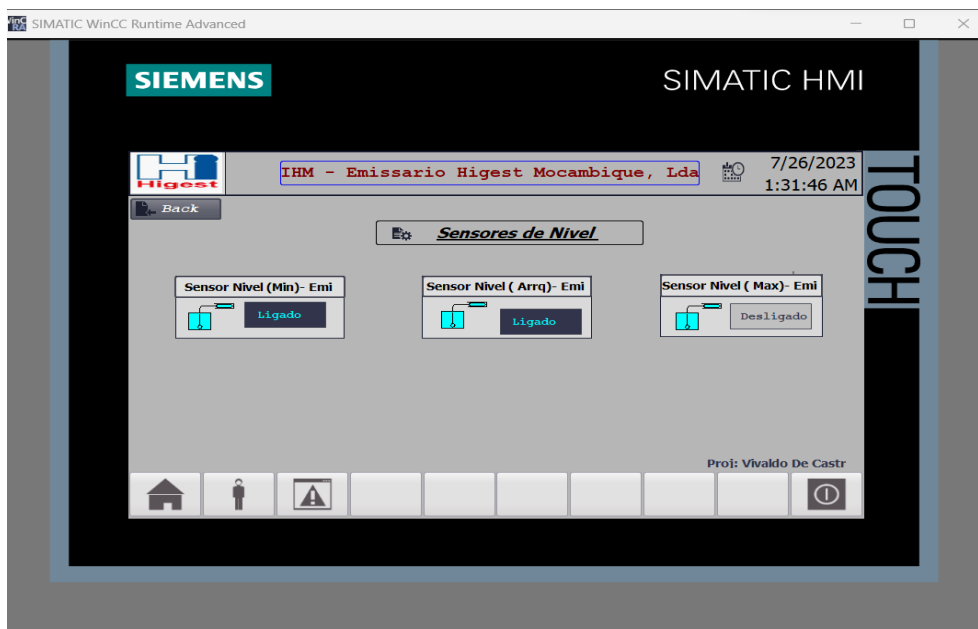 SIMATIC WinCC Runtime Advanced
SIEMENS
SIMATIC HMI
TOUCH
Higest
IHM - Emissario Higest Mocambique, Lda
7/26/2023
1:31:46 AM
Back
Sensores de Nivel
Sensor Nivel (Min)- Emi
Ligado
Sensor Nivel ( Arrq)- Emi
Ligado
Sensor Nivel ( Max)- Emi
Desligado
Proj: Vivaldo De Castr